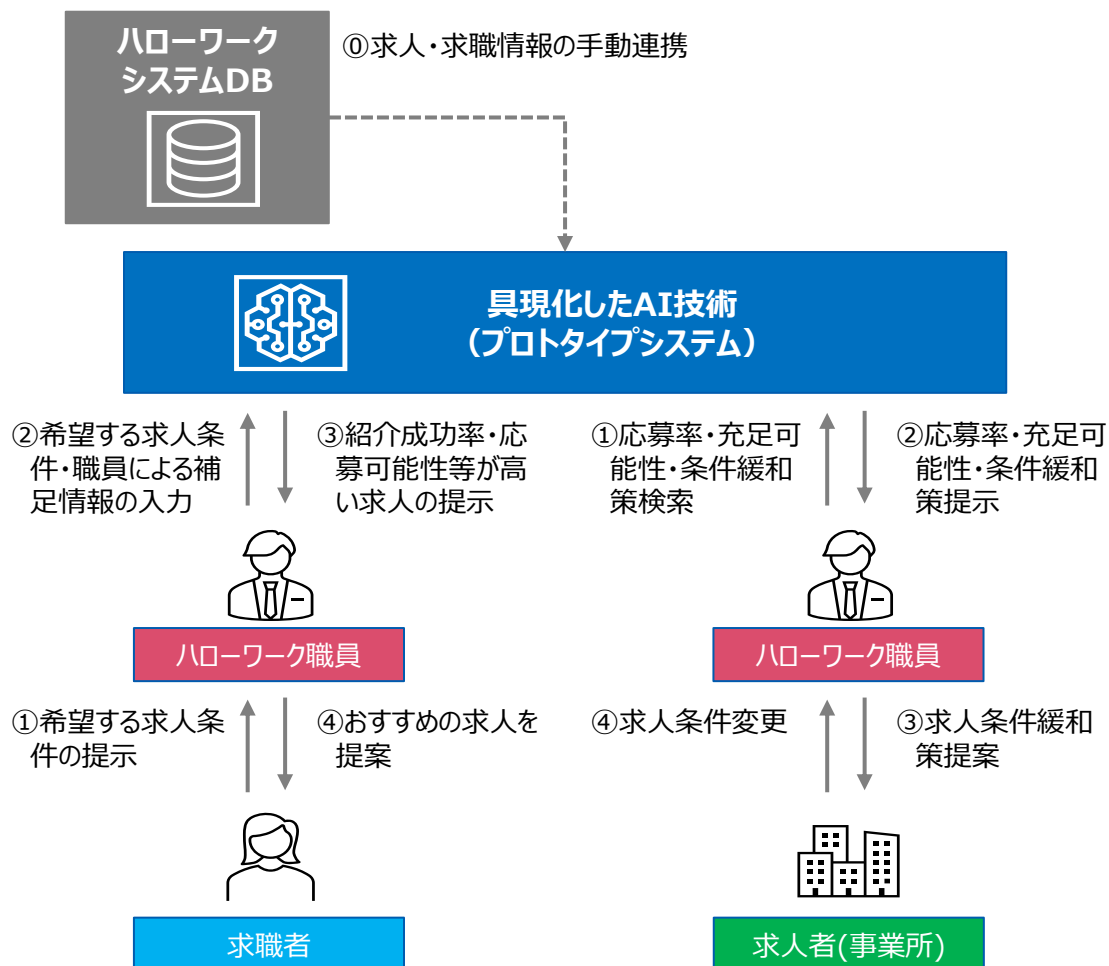 ハローワーク
システムDB
⓪求人・求職情報の手動連携
具現化したAI技術
（プロトタイプシステム）
②希望する求人条
件・職員による補
足情報の入力
③紹介成功率・応
募可能性等が高
い求人の提示
①応募率・充足可
能性・条件緩和
策検索
②応募率・充足可
能性・条件緩和
策提示
ハローワーク職員
ハローワーク職員
①希望する求人条
件の提示
④おすすめの求人を
提案
④求人条件変更
③求人条件緩和
策提案
求職者
求人者(事業所)